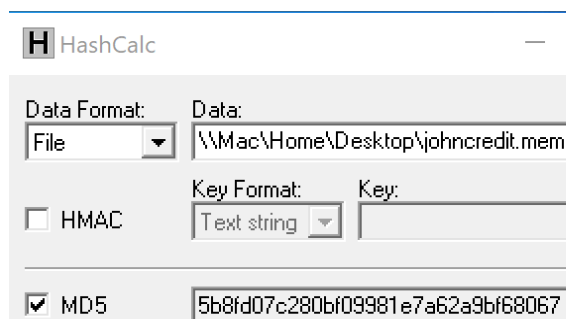 H HashCalc
Data Format: Data:
File \\Mac\Home\Desktop\johncredit.mem
Key Format: Key:
HMAC Text string
MD5 5b8fd07c280bf09981e7a62a9bf68067